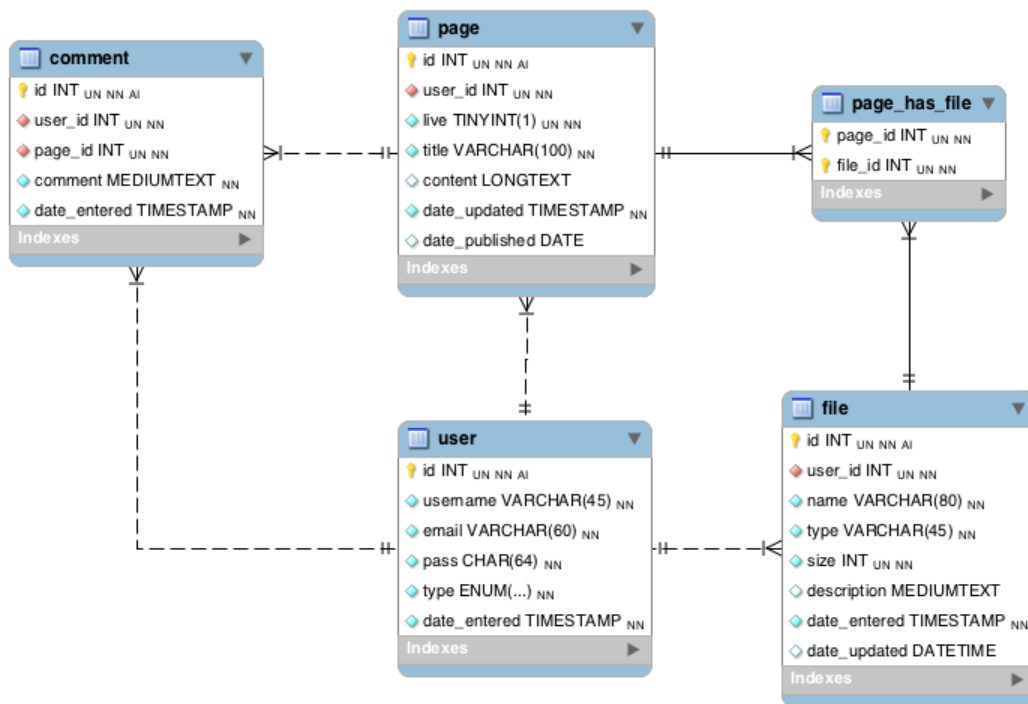 comment
id INT UN NN AI
user_id INT UN NN
page_id INT UN NN
comment MEDIUMTEXT NN
date_entered TIMESTAMP NN
Indexes
page
id INT UN NN AI
user_id INT UN NN
live TINYINT(1) UN NN
title VARCHAR(100) NN
content LONGTEXT
date_updated TIMESTAMP NN
date_published DATE
Indexes
page_has_file
page_id INT UN NN
file_id INT UN NN
Indexes
user
id INT UN NN AI
username VARCHAR(45) NN
email VARCHAR(60) NN
pass CHAR(64) NN
type ENUM(...) NN
date_entered TIMESTAMP NN
Indexes
file
id INT UN NN AI
user_id INT UN NN
name VARCHAR(80) NN
type VARCHAR(45) NN
size INT UN NN
description MEDIUMTEXT
date_entered TIMESTAMP NN
date_updated DATETIME
Indexes